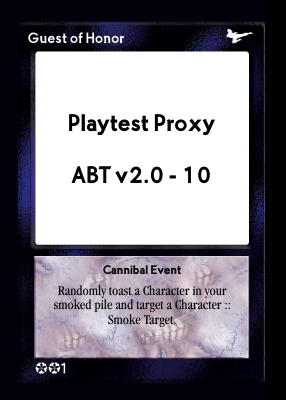 Guest of Honor
Playtest Proxy
ABT v2.0 - 10
Cannibal Event
Randomly toast a Character in your
smoked pile and target a Character ::
Smoke Target.
1